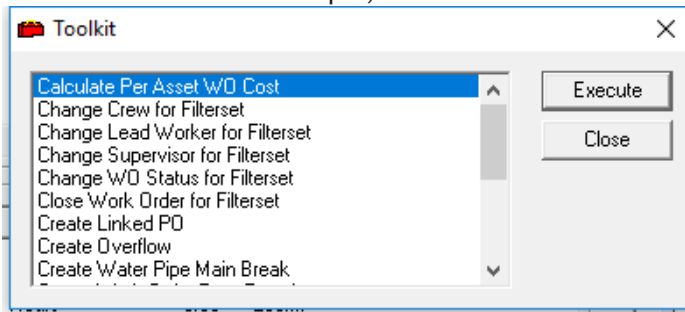 Toolkit
Calculate Per Asset WO Cost
Change Crew for Filterset
Change Lead Worker for Filterset
Change Supervisor for Filterset
Change WO Status for Filterset
Close Work Order for Filterset
Create Linked PO
Create Overflow
Create Water Pipe Main Break
Execute
Close